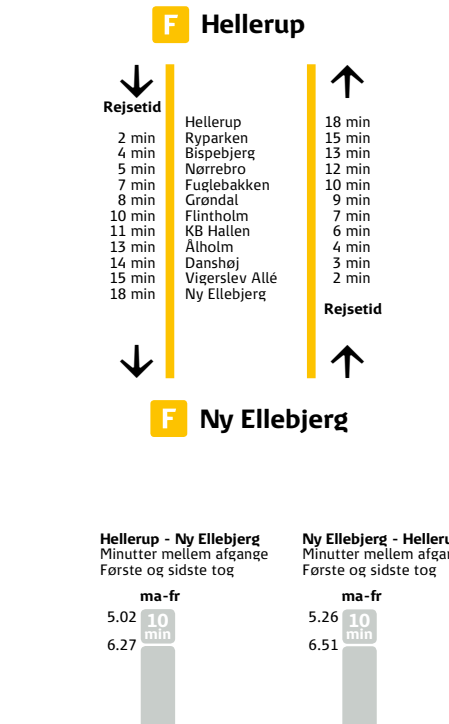 F Hellerup
Rejsetid
Hellerup 18 min
2 min Ryparken 15 min
4 min Bispebjerg 13 min
5 min Nørrebro 12 min
7 min Fuglebakken 10 min
8 min Grøndal 9 min
10 min Flintholm 7 min
11 min KB Hallen 6 min
13 min Ålholm 4 min
14 min Danshøj 3 min
15 min Vigerslev Allé 2 min
18 min Ny Ellebjerg
Rejsetid
F Ny Ellebjerg
Hellerup - Ny Ellebjerg
Minutter mellem afgange
Første og sidste tog
ma-fr
5.02 10 min
6.27
Ny Ellebjerg - Helleru
Minutter mellem afga
Første og sidste tog
ma-fr
5.26 10 min
6.51